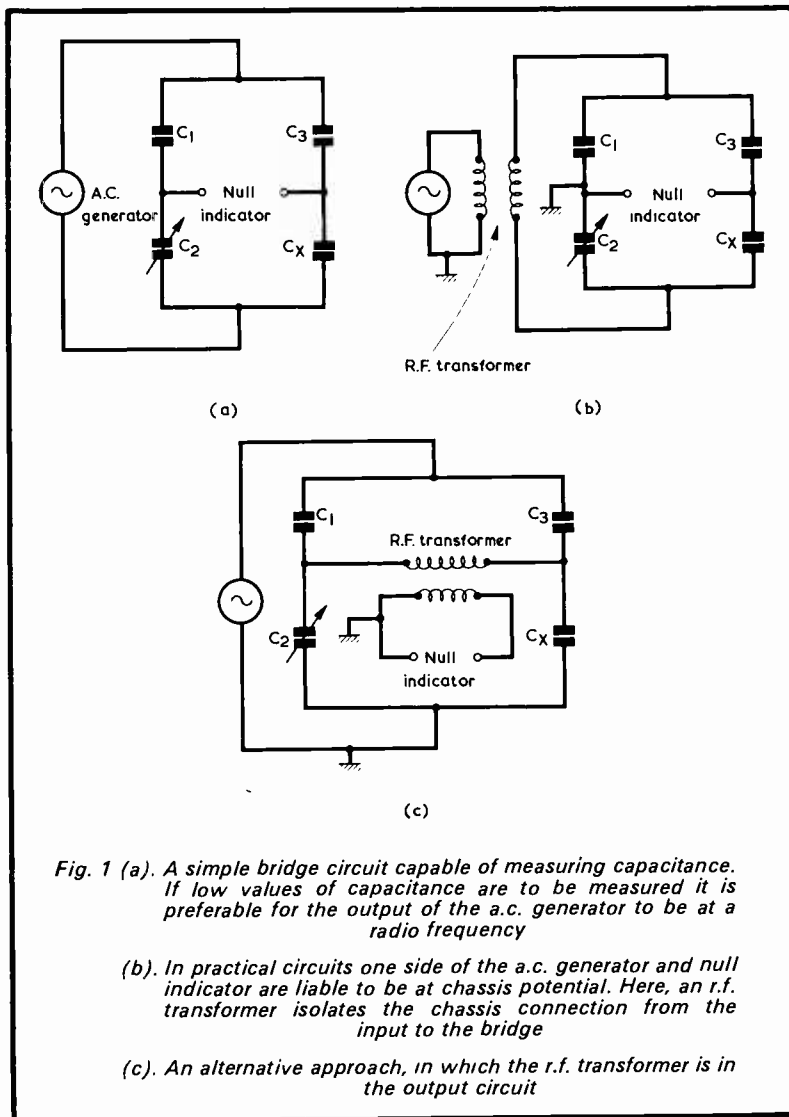 C1
C3
A.C.
generator
Null
indicator
C2
CX
(a)
C1
C3
Null
indicator
C2
CX
R.F. transformer
(b)
C1
C3
R.F. transformer
C2
CX
Null
indicator
(c)
Fig. 1 (a). A simple bridge circuit capable of measuring capacitance.
If low values of capacitance are to be measured it is
preferable for the output of the a.c. generator to be at a
radio frequency
(b). In practical circuits one side of the a.c. generator and null
indicator are liable to be at chassis potential. Here, an r.f.
transformer isolates the chassis connection from the
input to the bridge
(c). An alternative approach, in which the r.f. transformer is in
the output circuit